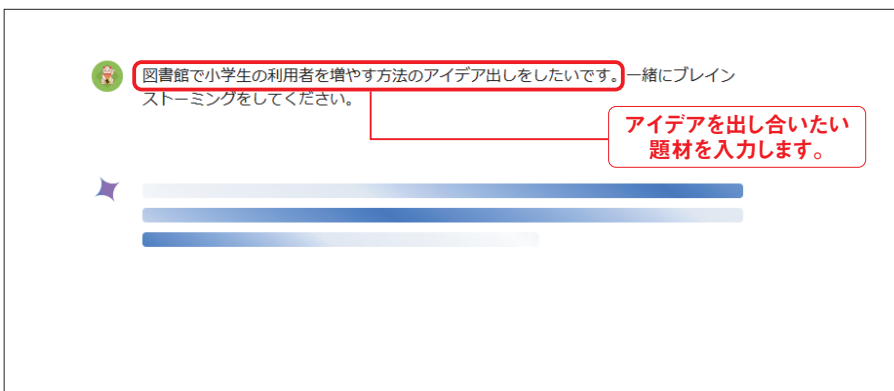 図書館で小学生の利用者を増やす方法のアイデア出しをしたいです。一緒にブレイン
ストーミングをしてください。
アイデアを出し合いたい
題材を入力します。